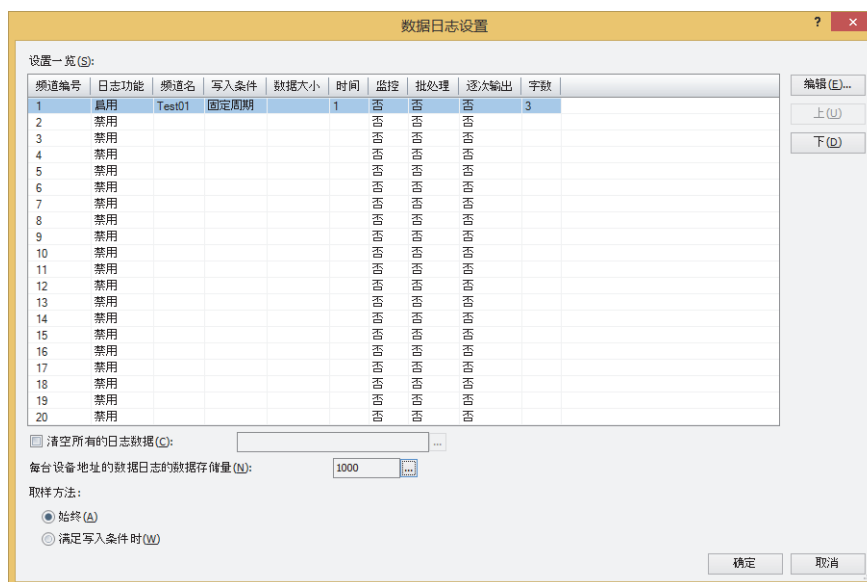 数据日志设置
? ×
设置一览(S):
频道编号 日志功能 频道名 写入条件 数据大小 时间 监控 批处理 逐次输出 字数
编辑(E)...
1 启用 Test01 固定周期 1 否 否 否 3
上(U)
2 禁用 否 否 否
3 禁用 否 否 否
下(D)
4 禁用 否 否 否
5 禁用 否 否 否
6 禁用 否 否 否
7 禁用 否 否 否
8 禁用 否 否 否
9 禁用 否 否 否
10 禁用 否 否 否
11 禁用 否 否 否
12 禁用 否 否 否
13 禁用 否 否 否
14 禁用 否 否 否
15 禁用 否 否 否
16 禁用 否 否 否
17 禁用 否 否 否
18 禁用 否 否 否
19 禁用 否 否 否
20 禁用 否 否 否
清空所有的日志数据(C): ...
每台设备地址的数据日志的数据存储量(N): 1000 ...
取样方法:
始终(A)
满足写入条件时(W)
确定 取消